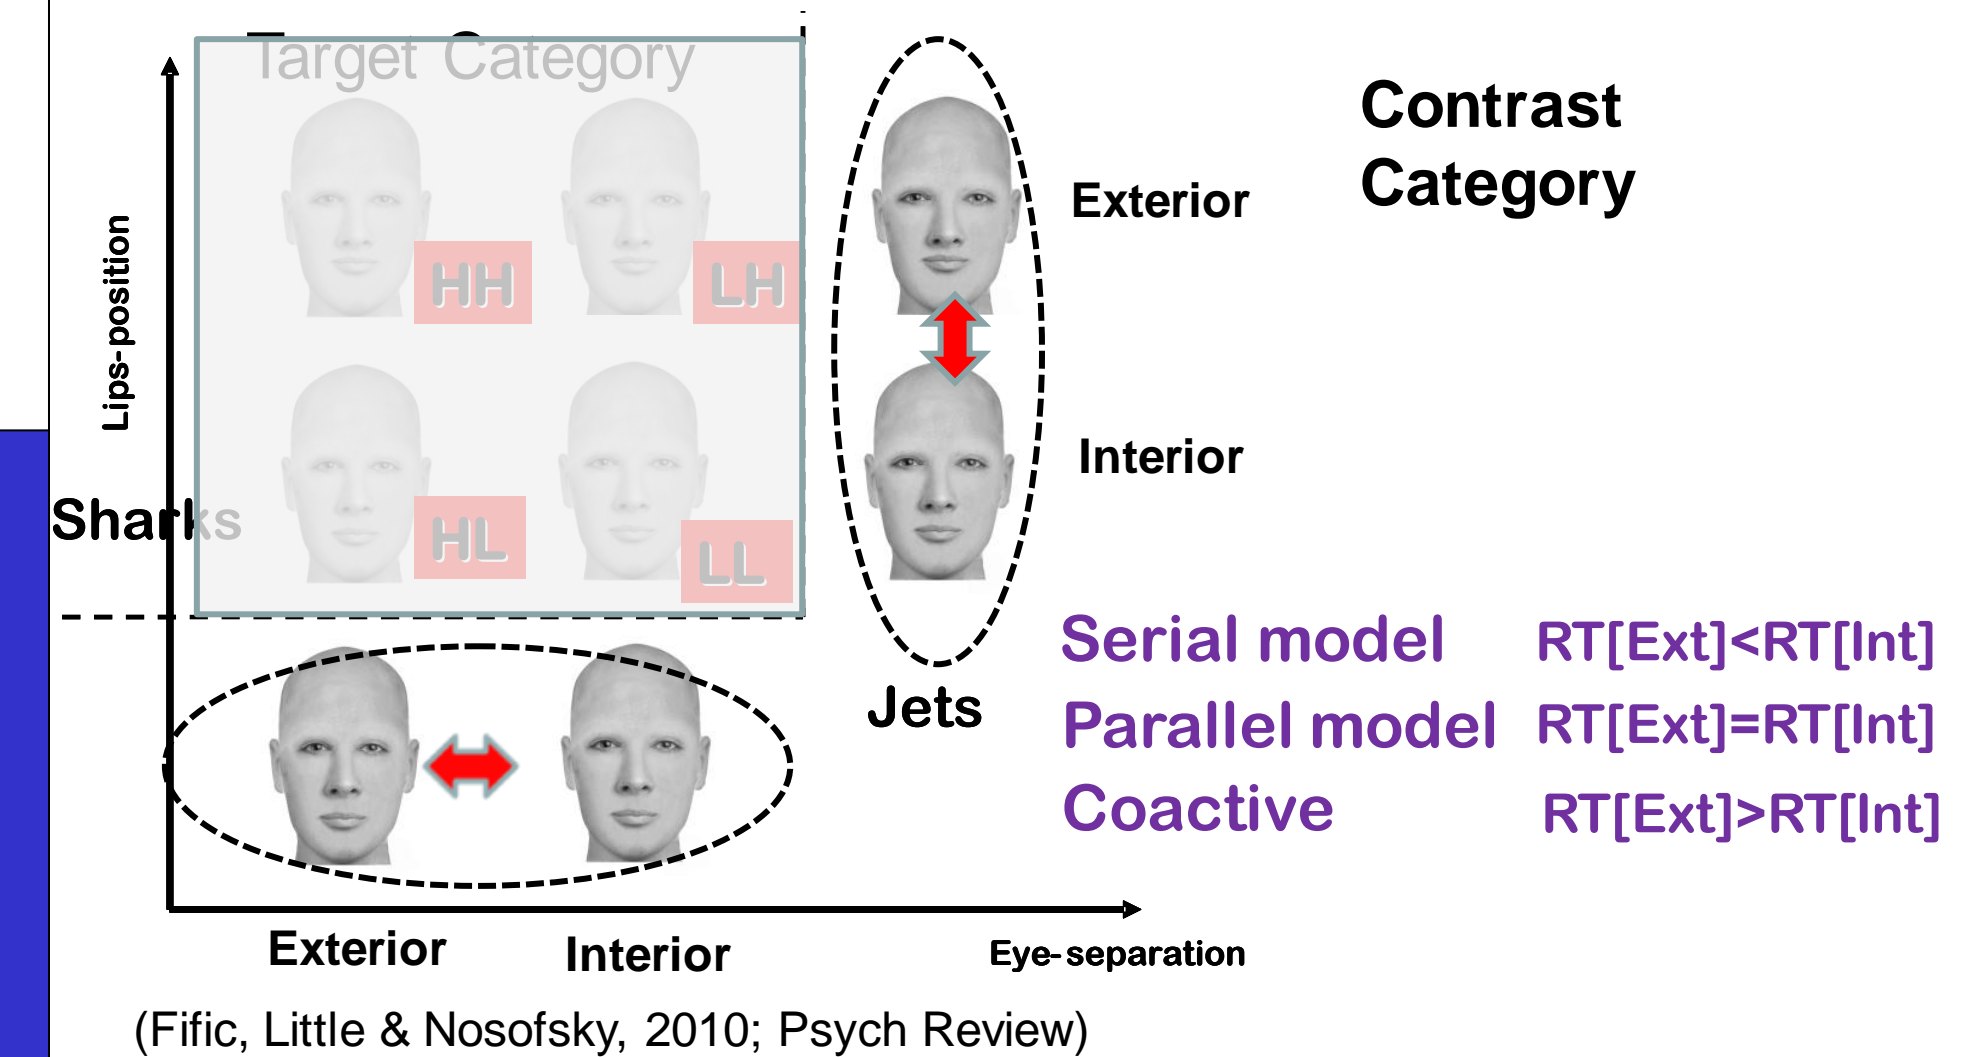 Target Category
Contrast
Category
Exterior
HH
LH
Lips-position
Interior
Sharks
HL
LL
Jets
Serial model RT[Ext]<RT[Int]
Parallel model RT[Ext]=RT[Int]
Coactive RT[Ext]>RT[Int]
Exterior
Interior
Eye-separation
(Fific, Little & Nosofsky, 2010; Psych Review)